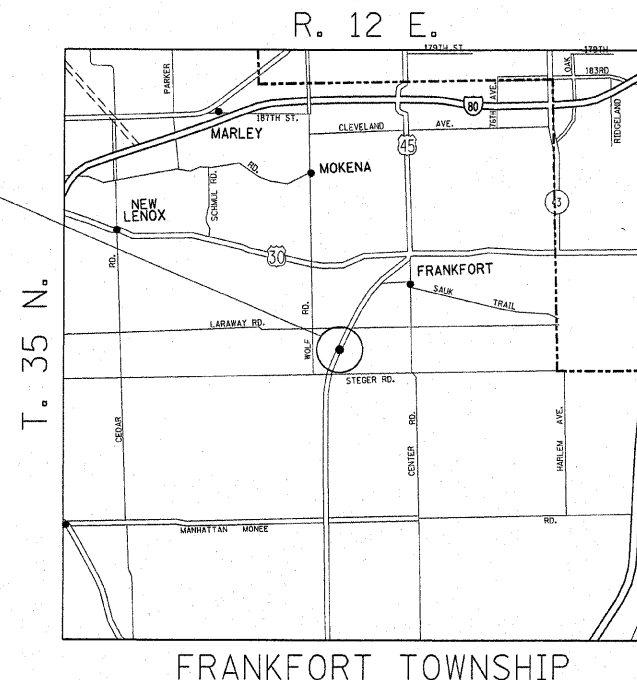 R. 12 E.
179TH ST.
179TH
OAK
PARKER
183RD
RIDGELAND
76TH AVE.
80
187TH ST.
MARLEY
CLEVELAND AVE.
45
RD.
MOKENA
SCHMUHL RD.
NEW
LENOX
43
30
RD.
FRANKFORT
SAUK TRAIL
T. 35 N.
RD.
LARAWAY RD.
WOLF
STEGER RD.
CEDAR
CENTER RD.
HARLEM AVE.
MANHATTAN MONEE
RD.
FRANKFORT TOWNSHIP